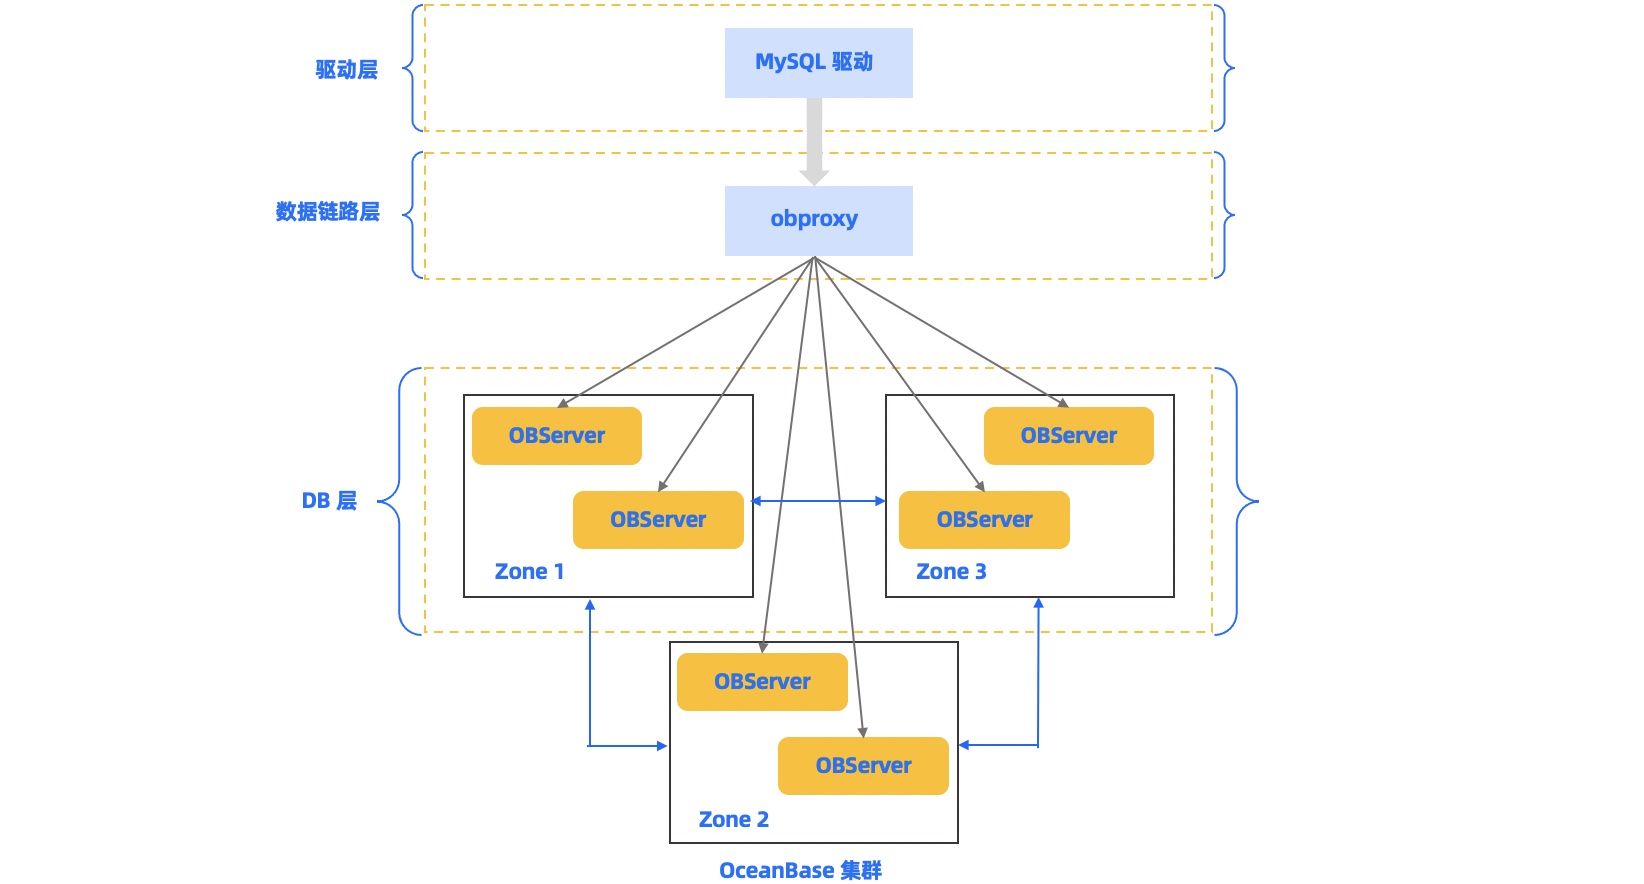 驱动层
MySQL 驱动
数据链路层
obproxy
DB 层
OBServer
OBServer
Zone 1
OBServer
OBServer
Zone 3
OBServer
OBServer
Zone 2
OceanBase 集群